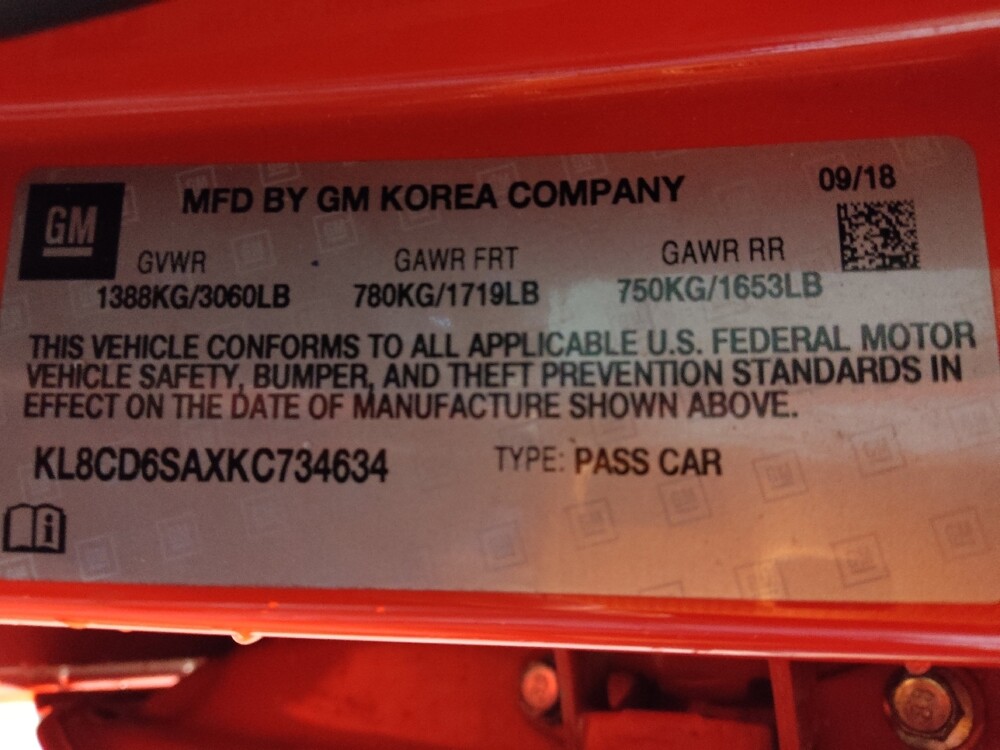 GM
MFD BY GM KOREA COMPANY
09/18
GVWR GAWR FRT GAWR RR
1388KG/3060LB 780KG/1719LB 750KG/1653LB
THIS VEHICLE CONFORMS TO ALL APPLICABLE U.S. FEDERAL MOTOR
VEHICLE SAFETY, BUMPER, AND THEFT PREVENTION STANDARDS IN
EFFECT ON THE DATE OF MANUFACTURE SHOWN ABOVE.
KL8CD6SAXKC734634 TYPE: PASS CAR